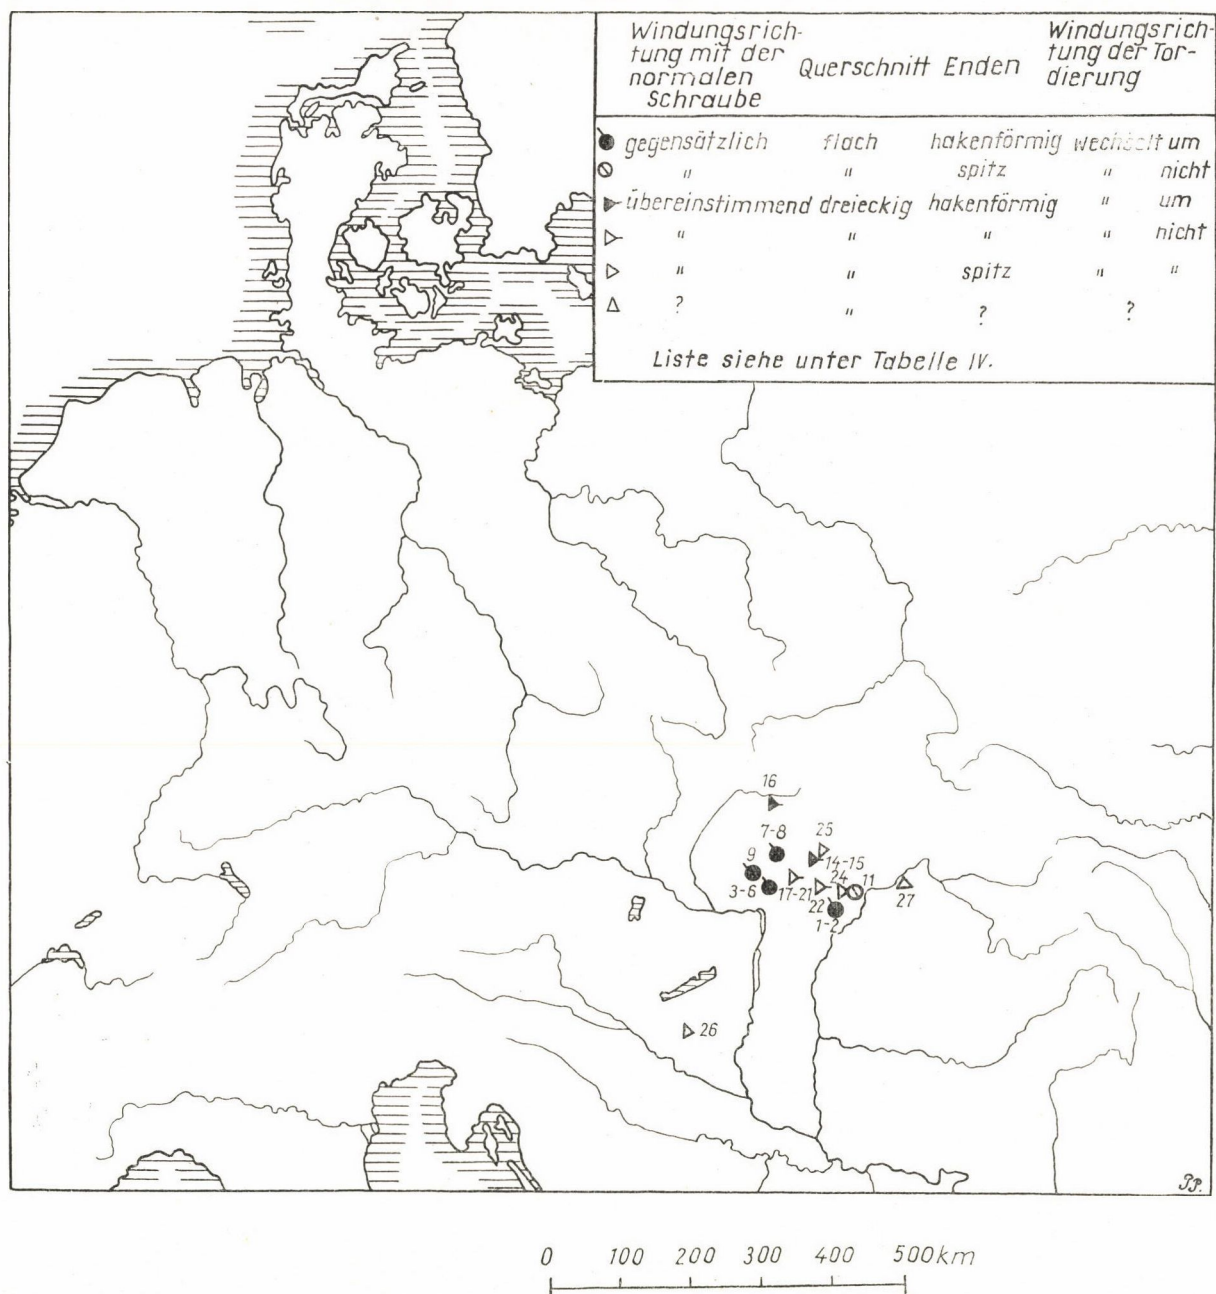 Windungsrich-
tung mit der
normalen
Schraube
Querschnitt Enden
Windungsrich-
tung der Tor-
dierung
gegensätzlich flach hakenförmig wechselt um
" " spitz " nicht
übereinstimmend dreieckig hakenförmig " um
" " " " nicht
" " spitz " "
? " ? ?
Liste siehe unter Tabelle IV.
16
7-8
25
9
14-15
3-6
17-21
24
11
22
1-2
27
26
0 100 200 300 400 500km